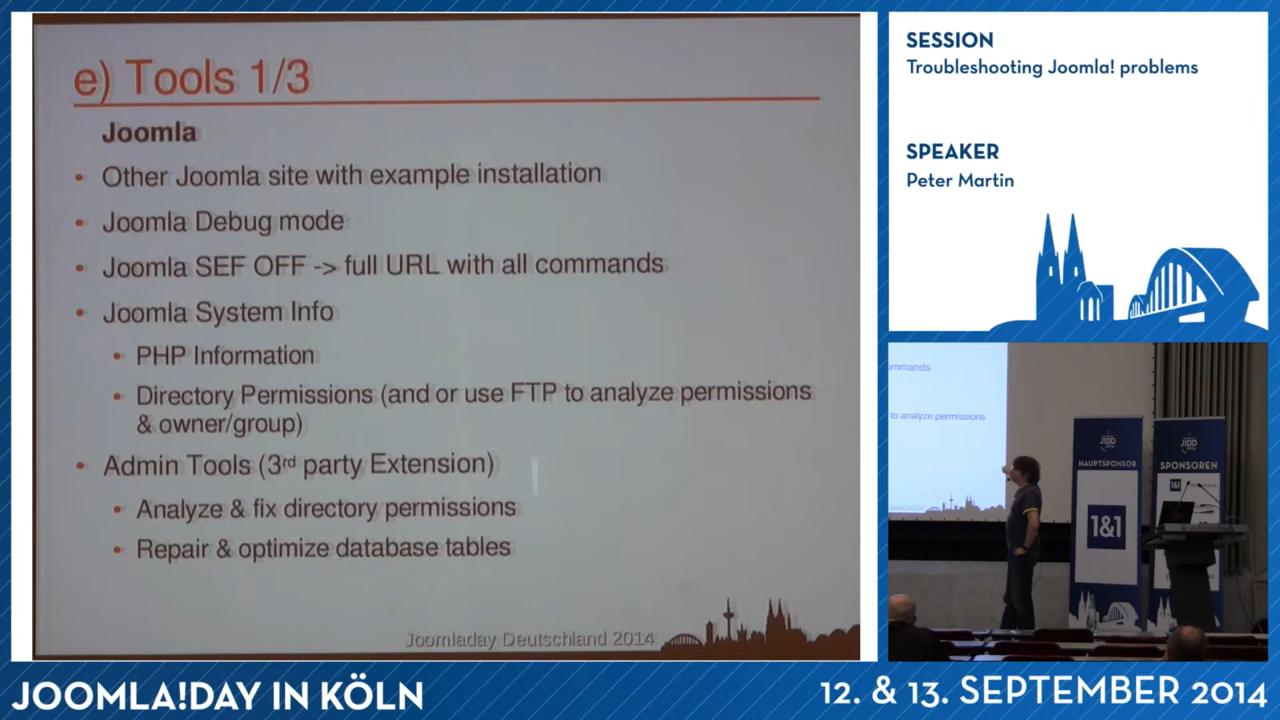 e) Tools 1/3
Joomla
• Other Joomla site with example installation
• Joomla Debug mode
• Joomla SEF OFF -> full URL with all commands
• Joomla System Info
• PHP Information
• Directory Permissions (and or use FTP to analyze permissions
& owner/group)
• Admin Tools (3rd party Extension)
• Analyze & fix directory permissions
• Repair & optimize database tables
Joomladay Deutschland 2014
SESSION
Troubleshooting Joomla! problems
SPEAKER
Peter Martin
ommands
to analyze permissions
JIDD
HAUPTSPONSOR
1&1
JIDD
SPONSOREN
1&1
JOOMLA!DAY IN KÖLN
12. & 13. SEPTEMBER 2014